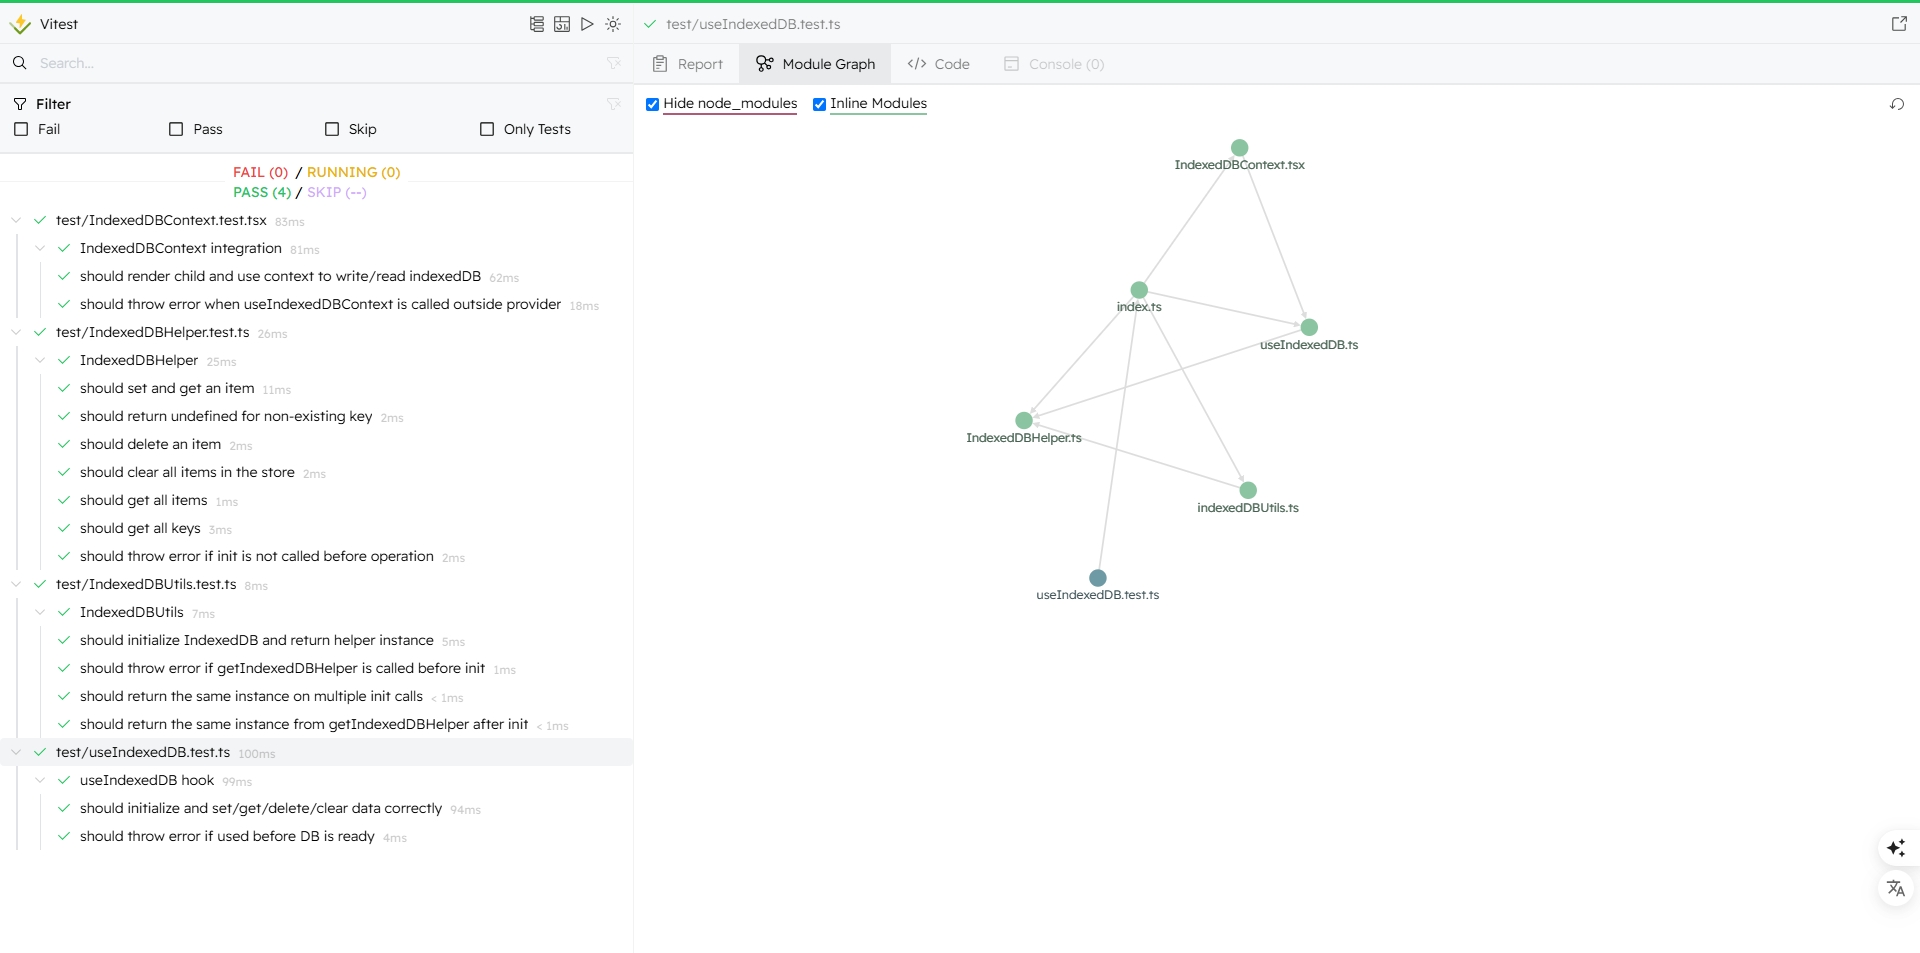 Vitest
Search...
Filter
Fail
Pass
Skip
Only Tests
FAIL (0) / RUNNING (0)
PASS (4) / SKIP (--)
test/IndexedDBContext.test.tsx 83ms
IndexedDBContext integration 81ms
should render child and use context to write/read indexedDB 62ms
should throw error when useIndexedDBContext is called outside provider 18ms
test/IndexedDBHelper.test.ts 26ms
IndexedDBHelper 25ms
should set and get an item 11ms
should return undefined for non-existing key 2ms
should delete an item 2ms
should clear all items in the store 2ms
should get all items 1ms
should get all keys 3ms
should throw error if init is not called before operation 2ms
test/IndexedDBUtils.test.ts 8ms
IndexedDBUtils 7ms
should initialize IndexedDB and return helper instance 5ms
should throw error if getIndexedDBHelper is called before init 1ms
should return the same instance on multiple init calls < 1ms
should return the same instance from getIndexedDBHelper after init < 1ms
test/useIndexedDB.test.ts 100ms
useIndexedDB hook 99ms
should initialize and set/get/delete/clear data correctly 94ms
should throw error if used before DB is ready 4ms
test/useIndexedDB.test.ts
Report
Module Graph
Code
Console (0)
Hide node_modules
Inline Modules
IndexedDBContext.tsx
index.ts
useIndexedDB.ts
IndexedDBHelper.ts
indexedDBUtils.ts
useIndexedDB.test.ts